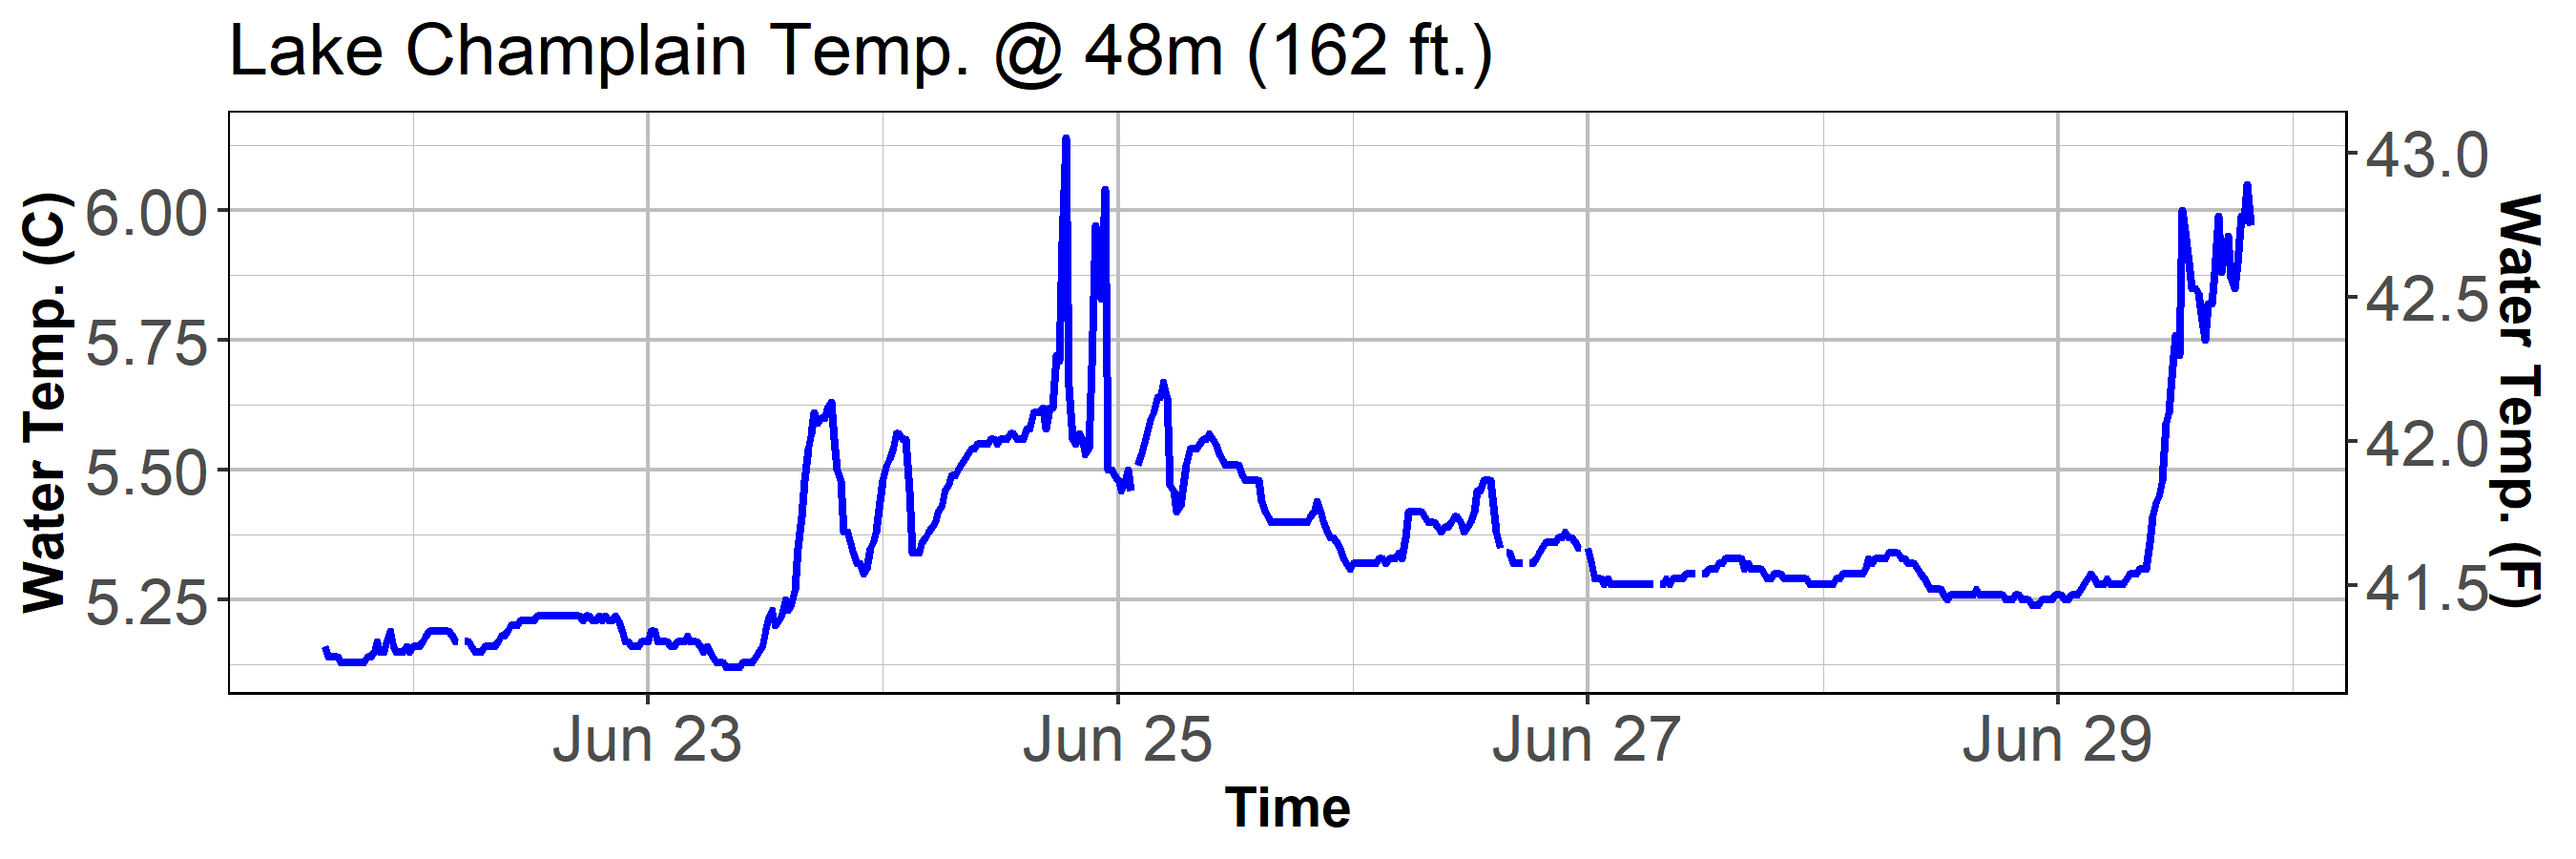 Lake Champlain Temp. @ 48m (162 ft.)
Water Temp. (C)
6.00
5.75
5.50
5.25
43.0
42.5
42.0
41.5
Water Temp. (F)
Jun 23
Jun 25
Jun 27
Jun 29
Time